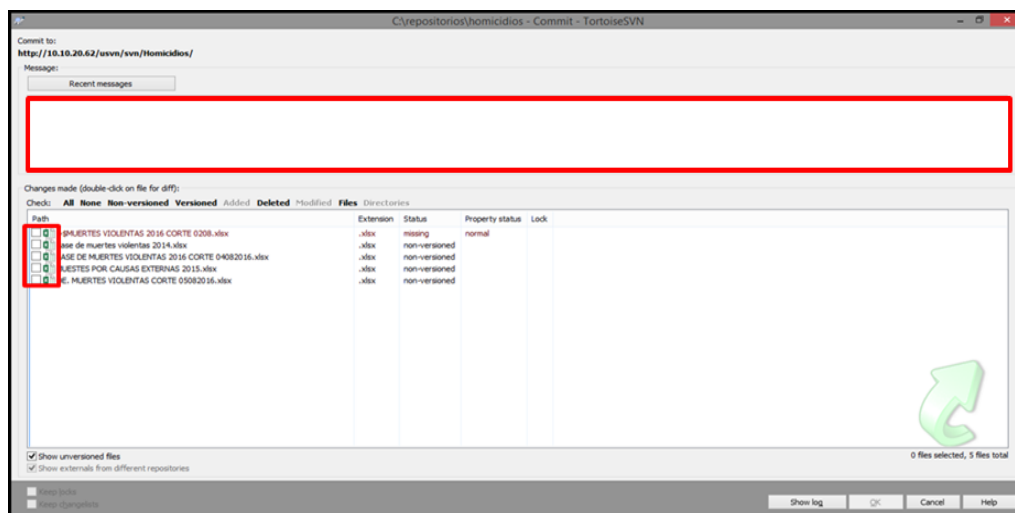 C:\repositorios\homicidios - Commit - TortoiseSVN
Commit to:
http://10.10.20.62/usvn/svn/Homicidios/
Message:
Recent messages
Changes made (double-click on file for diff):
Check: All None Non-versioned Versioned Added Deleted Modified Files Directories
Path Extension Status Property status Lock
$MUERTES VIOLENTAS 2016 CORTE 0208.xlsx .xlsx missing normal
ase de muertes violentas 2014.xlsx .xlsx non-versioned
ASE DE MUERTES VIOLENTAS 2016 CORTE 04082016.xlsx .xlsx non-versioned
UESTES POR CAUSAS EXTERNAS 2015.xlsx .xlsx non-versioned
E. MUERTES VIOLENTAS CORTE 05082016.xlsx .xlsx non-versioned
Show unversioned files
0 files selected, 5 files total
Show externals from different repositories
Keep locks
Keep changelists
Show log OK Cancel Help